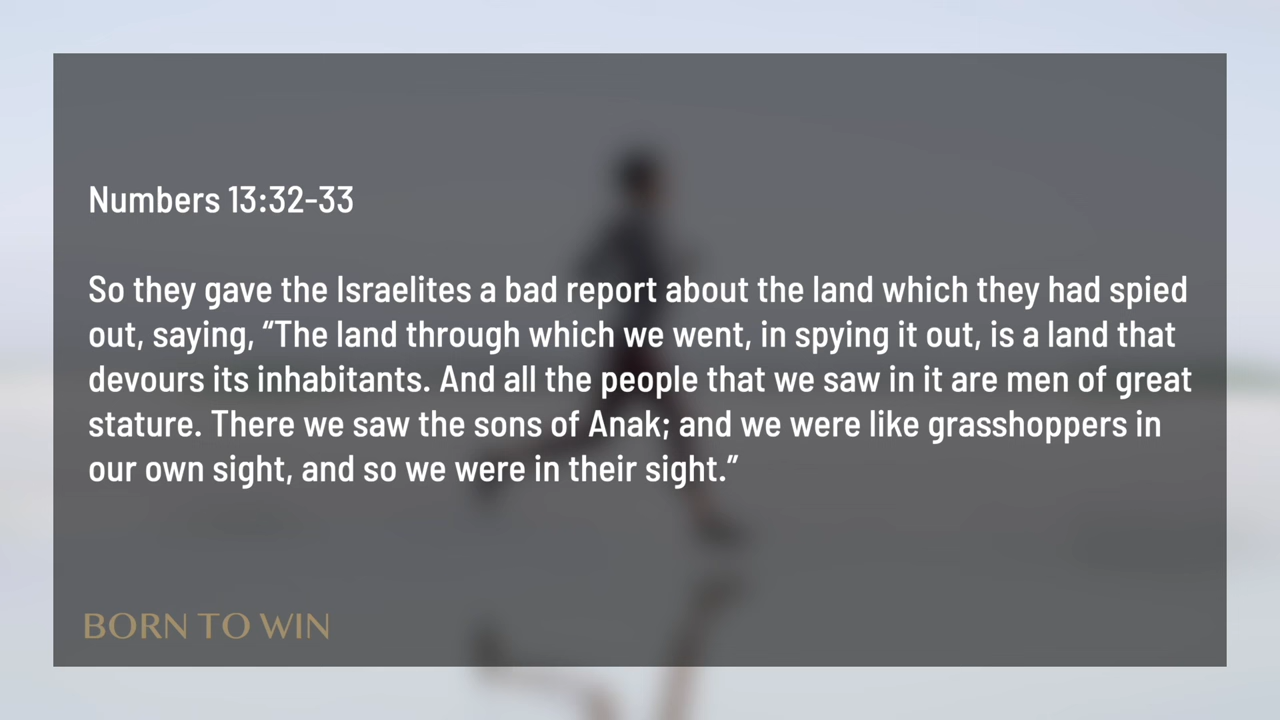 Numbers 13:32-33
So they gave the Israelites a bad report about the land which they had spied
out, saying, “The land through which we went, in spying it out, is a land that
devours its inhabitants. And all the people that we saw in it are men of great
stature. There we saw the sons of Anak; and we were like grasshoppers in
our own sight, and so we were in their sight.”
BORN TO WIN